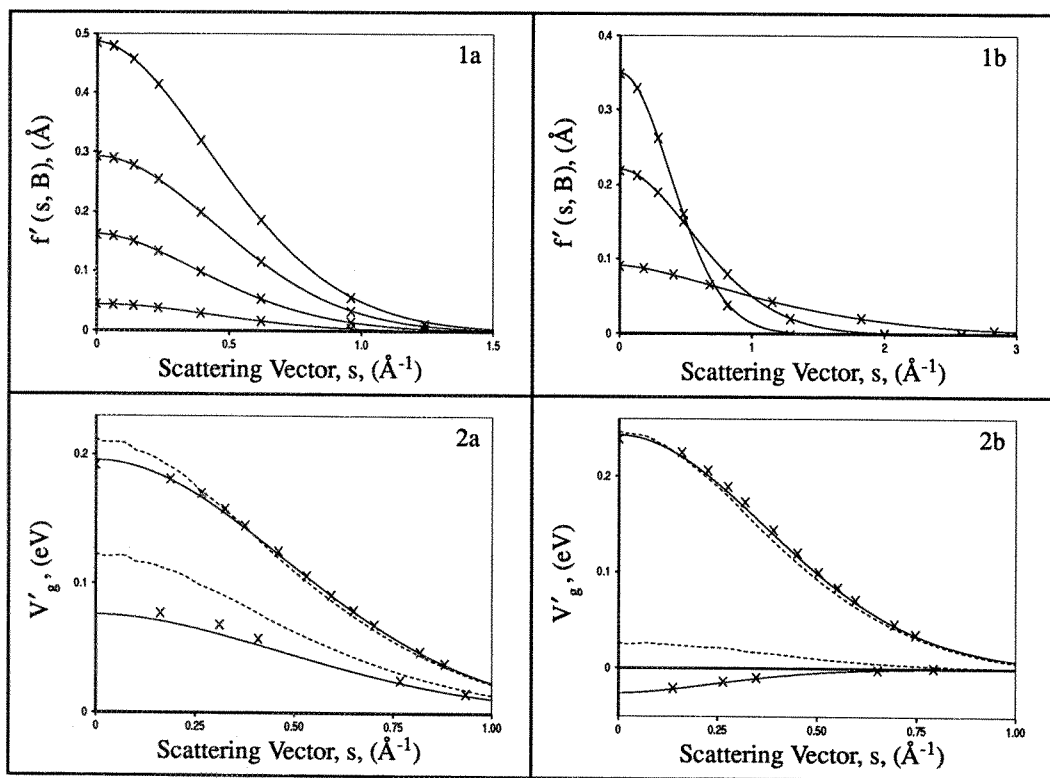 1a
f′ (s, B), (Å)
0.5
0.4
0.3
0.2
0.1
0
0
0.5
1.0
1.5
Scattering Vector, s, (Å⁻¹)
1b
f′ (s, B), (Å)
0.4
0.3
0.2
0.1
0
0
1
2
3
Scattering Vector, s, (Å⁻¹)
2a
V′g, (eV)
0.2
0.1
0
0
0.25
0.50
0.75
1.00
Scattering Vector, s, (Å⁻¹)
2b
V′g, (eV)
0.2
0.1
0
0
0.25
0.50
0.75
1.00
Scattering Vector, s, (Å⁻¹)